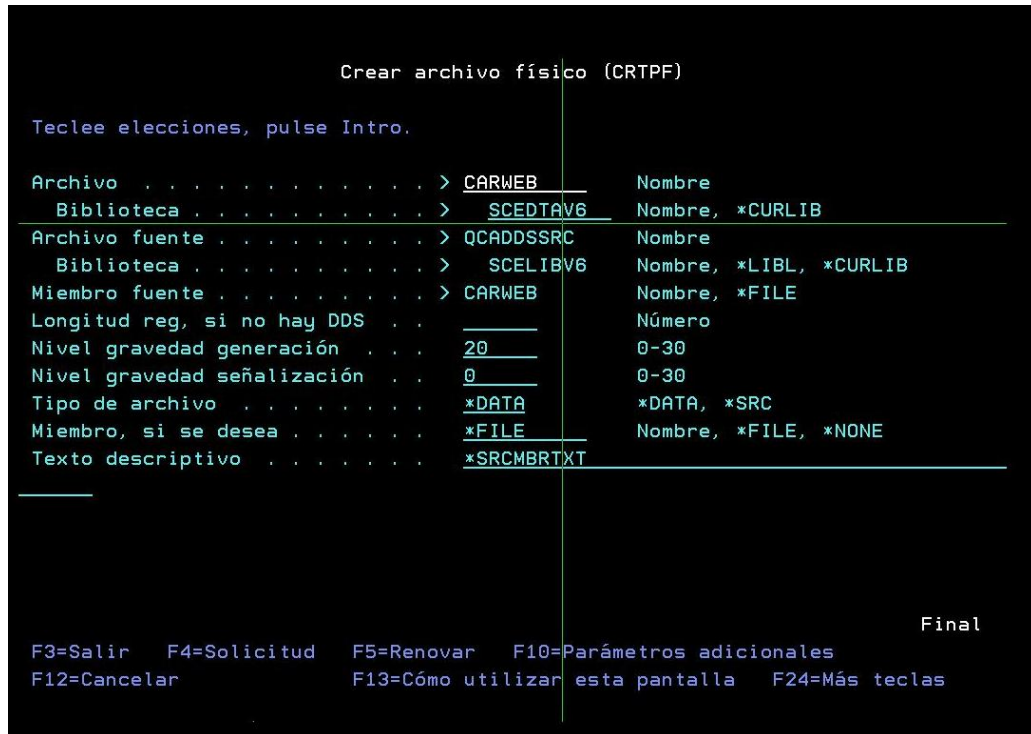 Crear archivo físico (CRTPF)
Teclee elecciones, pulse Intro.
Archivo . . . . . . . . . . . . . > CARWEB Nombre
Biblioteca . . . . . . . . . . . > SCEDTAV6 Nombre, *CURLIB
Archivo fuente . . . . . . . . . > QCADDSSRC Nombre
Biblioteca . . . . . . . . . . . > SCELIBV6 Nombre, *LIBL, *CURLIB
Miembro fuente . . . . . . . . . > CARWEB Nombre, *FILE
Longitud reg, si no hay DDS . . Número
Nivel gravedad generación . . . 20 0-30
Nivel gravedad señalización . . 0 0-30
Tipo de archivo . . . . . . . . *DATA *DATA, *SRC
Miembro, si se desea . . . . . . *FILE Nombre, *FILE, *NONE
Texto descriptivo . . . . . . . *SRCMBRTXT
Final
F3=Salir F4=Solicitud F5=Renovar F10=Parámetros adicionales
F12=Cancelar F13=Cómo utilizar esta pantalla F24=Más teclas